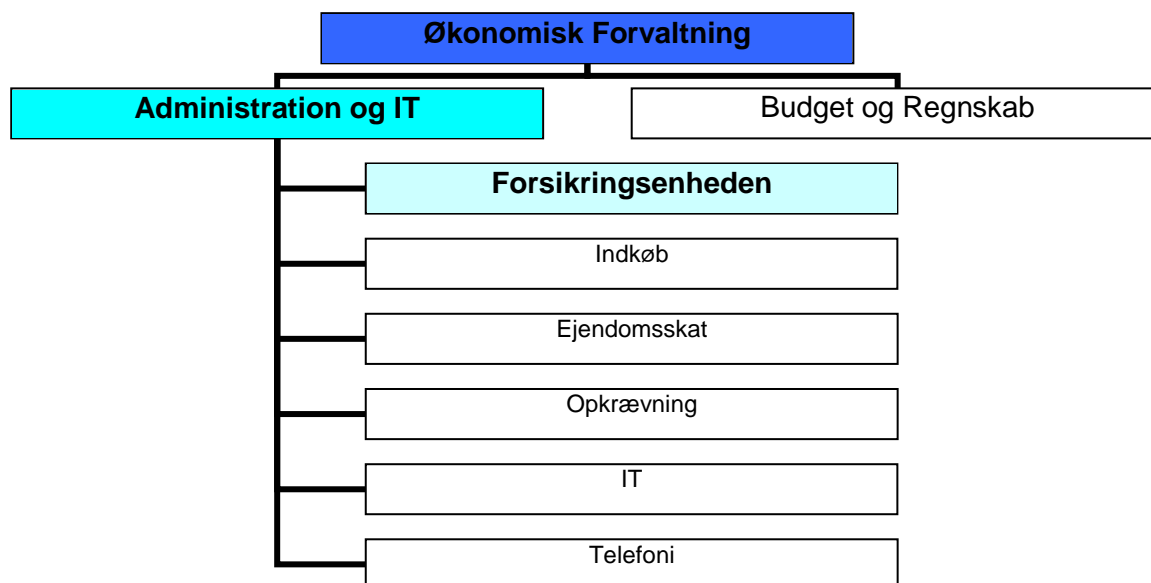 Økonomisk Forvaltning
Administration og IT
Budget og Regnskab
Forsikringsenheden
Indkøb
Ejendomsskat
Opkrævning
IT
Telefoni